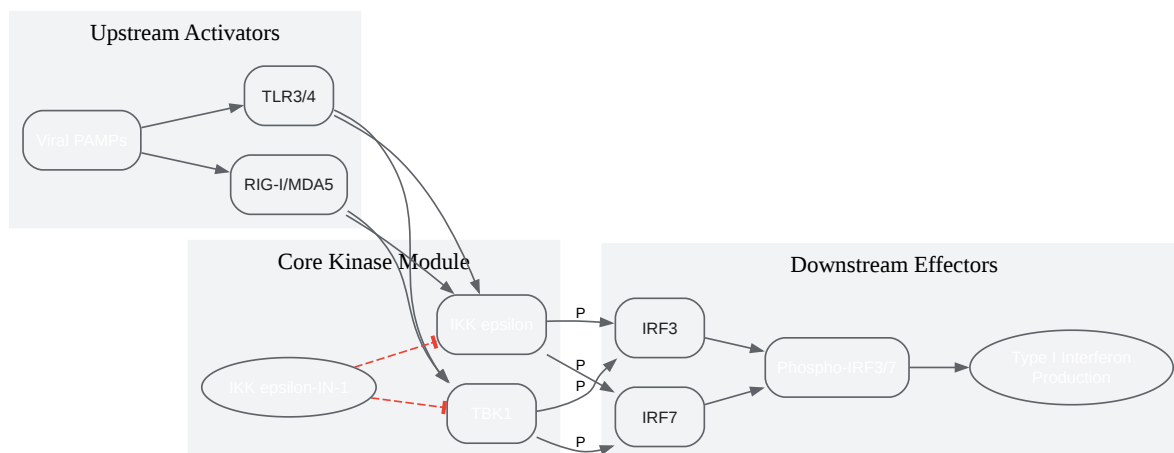 Upstream Activators
TLR3/4
Viral PAMPs
RIG-I/MDA5
Core Kinase Module
Downstream Effectors
IKK epsilon
P
IRF3
IKK epsilon-IN-1
P
P
Phospho-IRF3/7
Type I Interferon
Production
TBK1
P
IRF7